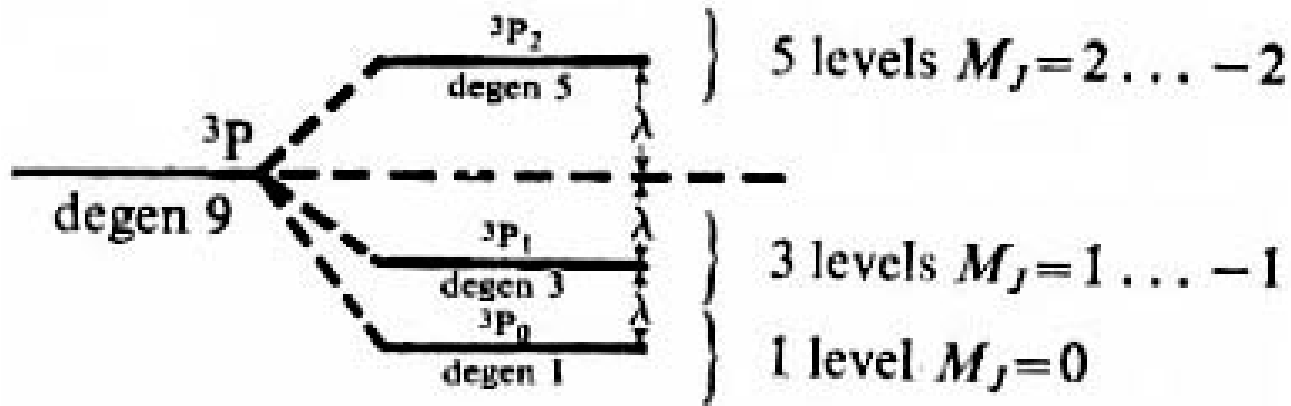 ³P₂
degen 5
} 5 levels M_J=2 . . . −2
λ
³P
degen 9
λ
³P₁
degen 3
} 3 levels M_J=1 . . . −1
λ
³P₀
degen 1
} 1 level M_J=0